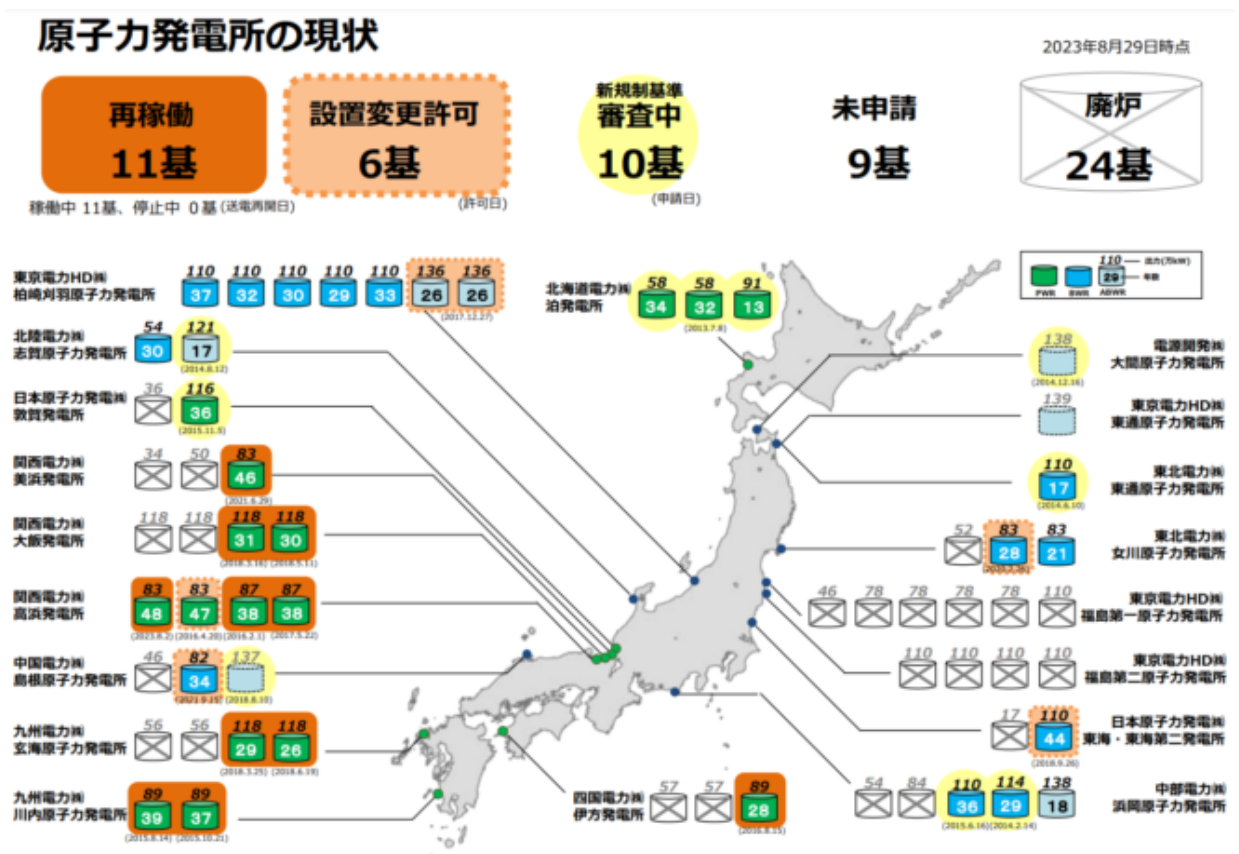 原子力発電所の現状
2023年8月29日時点
再稼働
11基
稼働中 11基、停止中 0基(送電再開日)
設置変更許可
6基
(許可日)
新規制基準
審査中
10基
(申請日)
未申請
9基
廃炉
24基
110 出力(万kW)
29 年数
PWR BWR ABWR
東京電力HD㈱
柏崎刈羽原子力発電所
110 110 110 110 110 136 136
37 32 30 29 33 26 26
(2017.12.27)
北陸電力㈱
志賀原子力発電所
54 121
30 17
(2014.8.12)
日本原子力発電㈱
敦賀発電所
36 116
36
(2015.11.5)
関西電力㈱
美浜発電所
34 50 83
46
(2021.6.29)
関西電力㈱
大飯発電所
118 118 118 118
31 30
(2018.3.16) (2018.5.11)
関西電力㈱
高浜発電所
83 83 87 87
48 47 38 38
(2023.8.2) (2016.4.20) (2016.2.1) (2017.5.22)
中国電力㈱
島根原子力発電所
46 82 137
34
(2021.9.15) (2018.8.10)
九州電力㈱
玄海原子力発電所
56 56 118 118
29 26
(2018.3.25) (2018.6.19)
九州電力㈱
川内原子力発電所
89 89
39 37
(2015.8.14) (2015.10.21)
北海道電力㈱
泊発電所
58 58 91
34 32 13
(2013.7.8)
電源開発㈱
大間原子力発電所
138
(2014.12.16)
東京電力HD㈱
東通原子力発電所
139
東北電力㈱
東通原子力発電所
110
17
(2014.6.10)
東北電力㈱
女川原子力発電所
52 83 83
28 21
東京電力HD㈱
福島第一原子力発電所
46 78 78 78 78 110
東京電力HD㈱
福島第二原子力発電所
110 110 110 110
日本原子力発電㈱
東海・東海第二発電所
17 110
44
(2018.9.26)
中部電力㈱
浜岡原子力発電所
54 84 110 114 138
36 29 18
(2015.6.16) (2014.2.14)
四国電力㈱
伊方発電所
57 57 89
28
(2016.8.15)